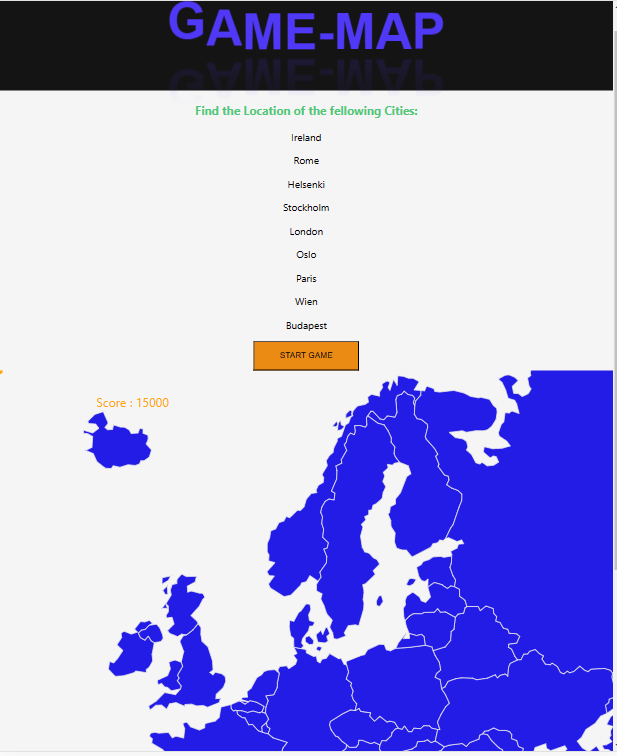 GAME-MAP
Find the Location of the fellowing Cities:
Ireland
Rome
Helsenki
Stockholm
London
Oslo
Paris
Wien
Budapest
START GAME
Score : 15000